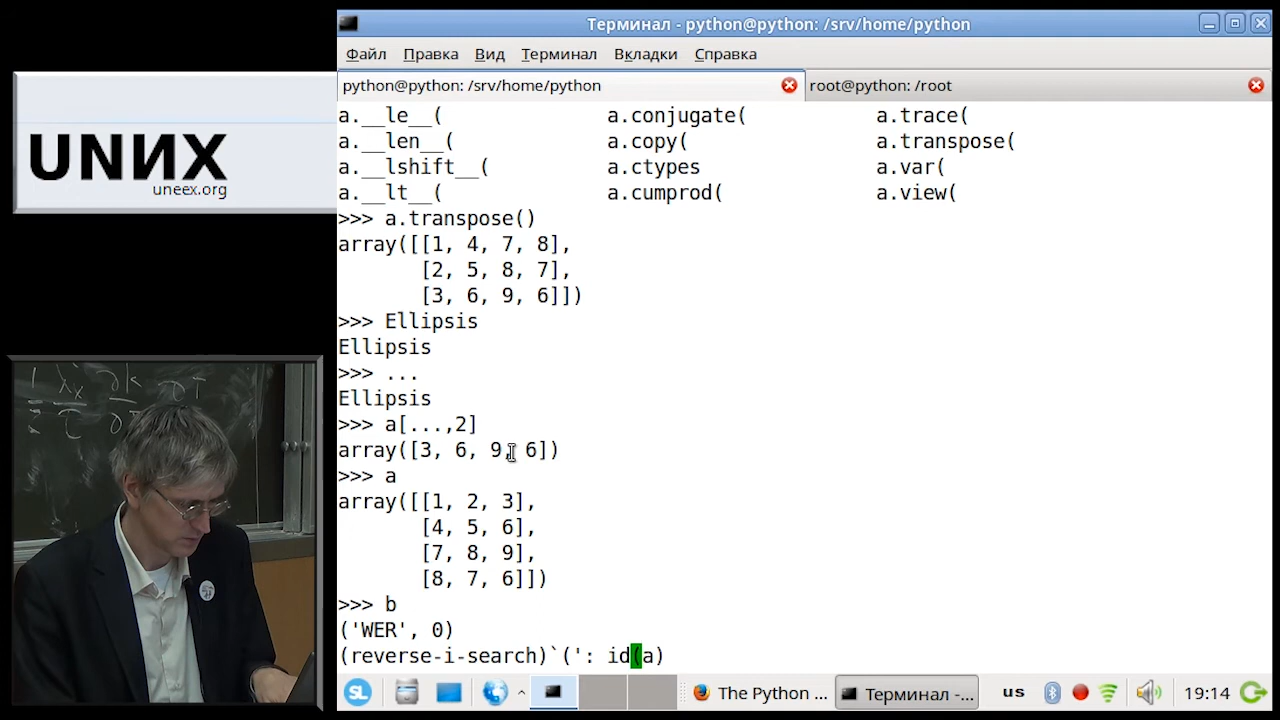 UNИX
uneex.org
Терминал - python@python: /srv/home/python
Файл Правка Вид Терминал Вкладки Справка
python@python: /srv/home/python root@python: /root
a.__le__( a.conjugate( a.trace(
a.__len__( a.copy( a.transpose(
a.__lshift__( a.ctypes a.var(
a.__lt__( a.cumprod( a.view(
>>> a.transpose()
array([[1, 4, 7, 8],
[2, 5, 8, 7],
[3, 6, 9, 6]])
>>> Ellipsis
Ellipsis
>>> ...
Ellipsis
>>> a[...,2]
array([3, 6, 9, 6])
>>> a
array([[1, 2, 3],
[4, 5, 6],
[7, 8, 9],
[8, 7, 6]])
>>> b
('WER', 0)
(reverse-i-search)`(': id(a)
The Python ... Терминал -... us 19:14